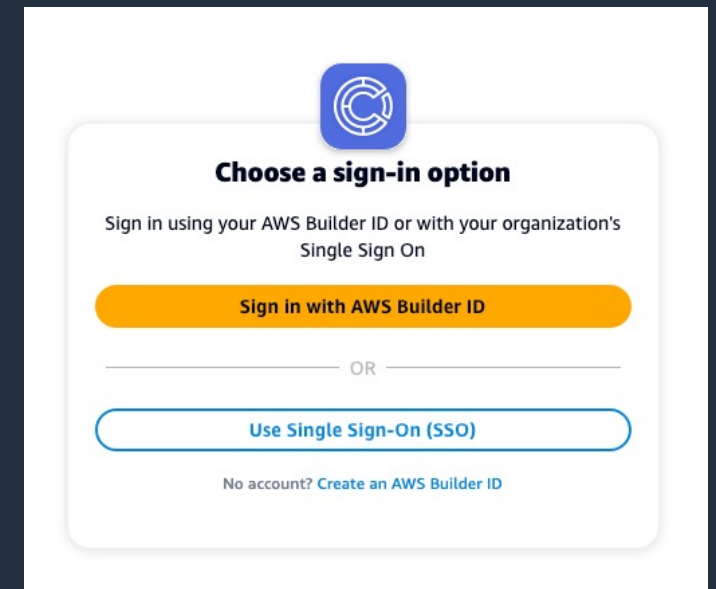 Choose a sign-in option
Sign in using your AWS Builder ID or with your organization's
Single Sign On
Sign in with AWS Builder ID
OR
Use Single Sign-On (SSO)
No account? Create an AWS Builder ID